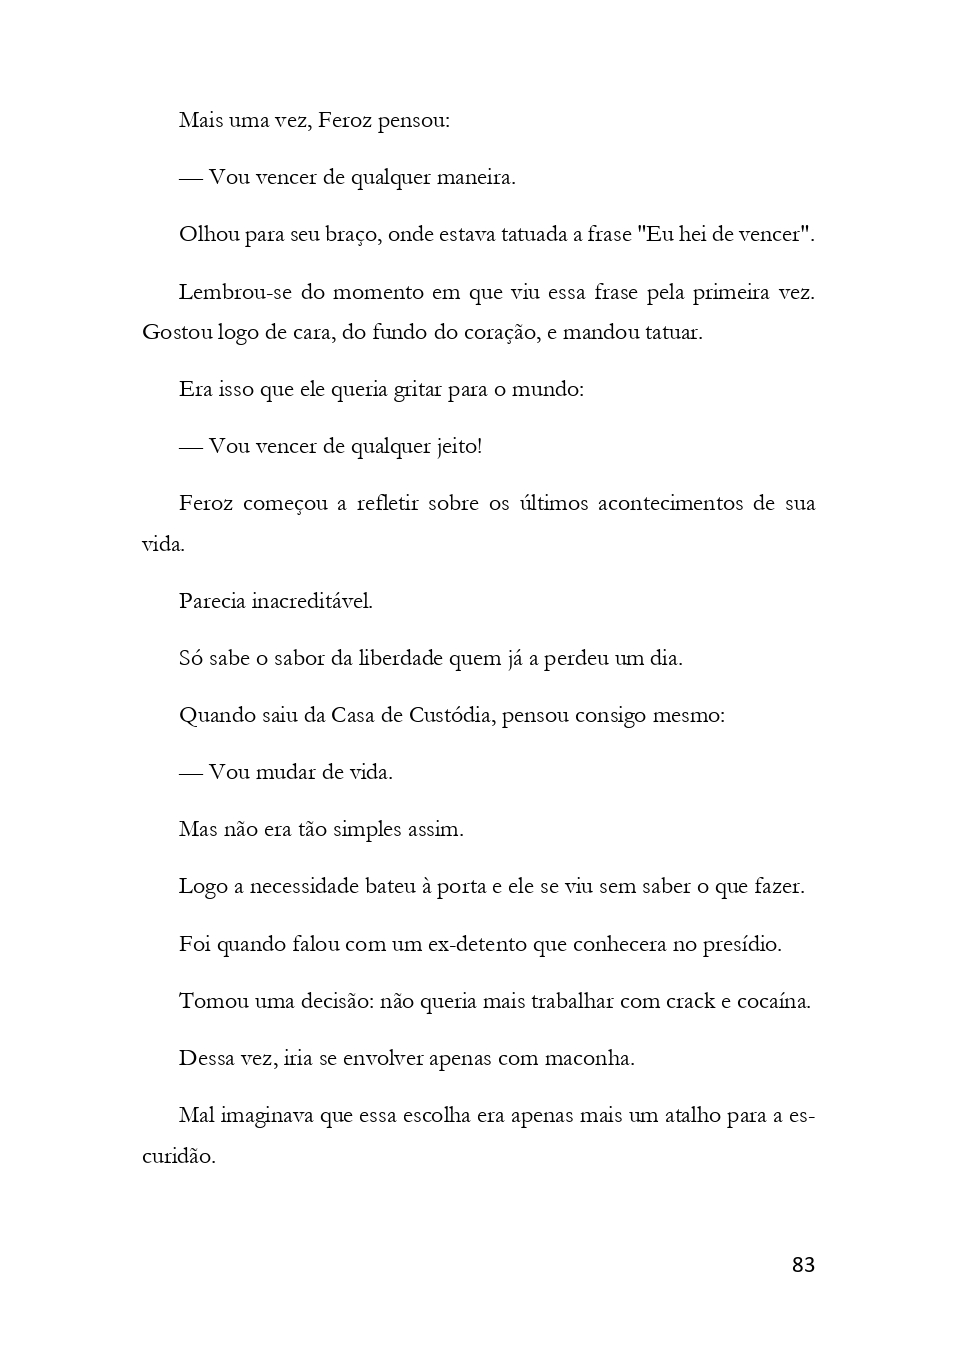 Mais uma vez, Feroz pensou:
— Vou vencer de qualquer maneira.
Olhou para seu braço, onde estava tatuada a frase "Eu hei de vencer".
Lembrou-se do momento em que viu essa frase pela primeira vez.
Gostou logo de cara, do fundo do coração, e mandou tatuar.
Era isso que ele queria gritar para o mundo:
— Vou vencer de qualquer jeito!
Feroz começou a refletir sobre os últimos acontecimentos de sua
vida.
Parecia inacreditável.
Só sabe o sabor da liberdade quem já a perdeu um dia.
Quando saiu da Casa de Custódia, pensou consigo mesmo:
— Vou mudar de vida.
Mas não era tão simples assim.
Logo a necessidade bateu à porta e ele se viu sem saber o que fazer.
Foi quando falou com um ex-detento que conhecera no presídio.
Tomou uma decisão: não queria mais trabalhar com crack e cocaína.
Dessa vez, iria se envolver apenas com maconha.
Mal imaginava que essa escolha era apenas mais um atalho para a es-
curidão.
83